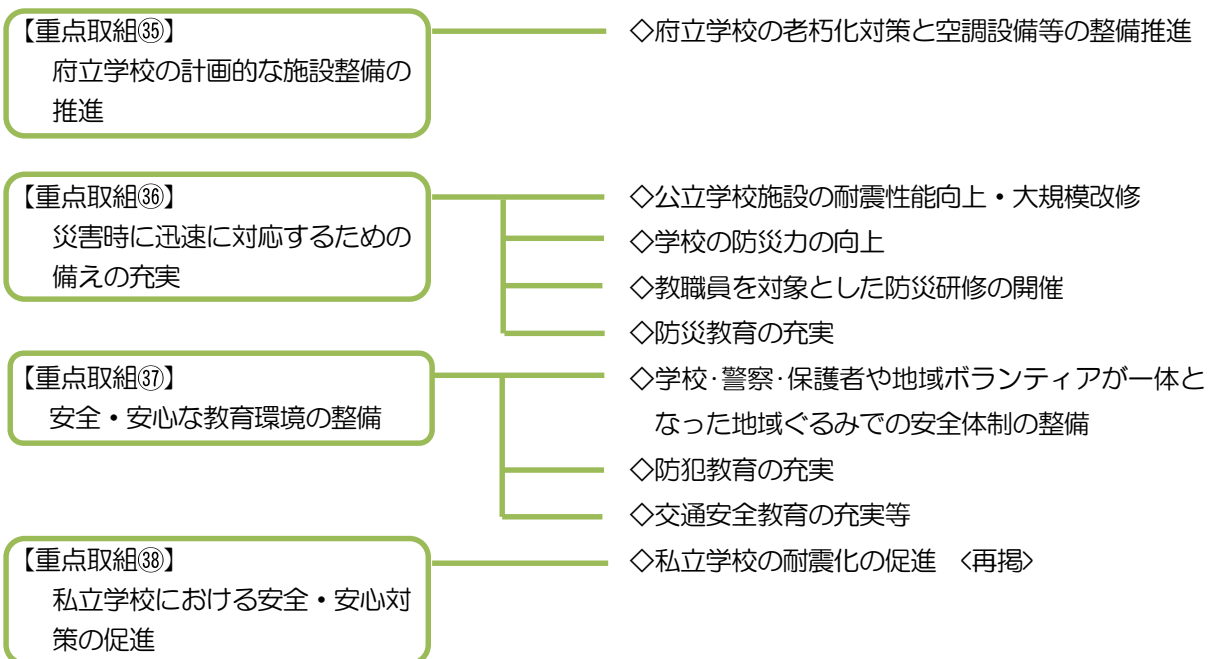 【重点取組㉟】
府立学校の計画的な施設整備の
推進
◇府立学校の老朽化対策と空調設備等の整備推進
【重点取組㊱】
災害時に迅速に対応するための
備えの充実
◇公立学校施設の耐震性能向上・大規模改修
◇学校の防災力の向上
◇教職員を対象とした防災研修の開催
◇防災教育の充実
【重点取組㊲】
安全・安心な教育環境の整備
◇学校･警察･保護者や地域ボランティアが一体と
なった地域ぐるみでの安全体制の整備
◇防犯教育の充実
◇交通安全教育の充実等
【重点取組㊳】
私立学校における安全・安心対
策の促進
◇私立学校の耐震化の促進　<再掲>